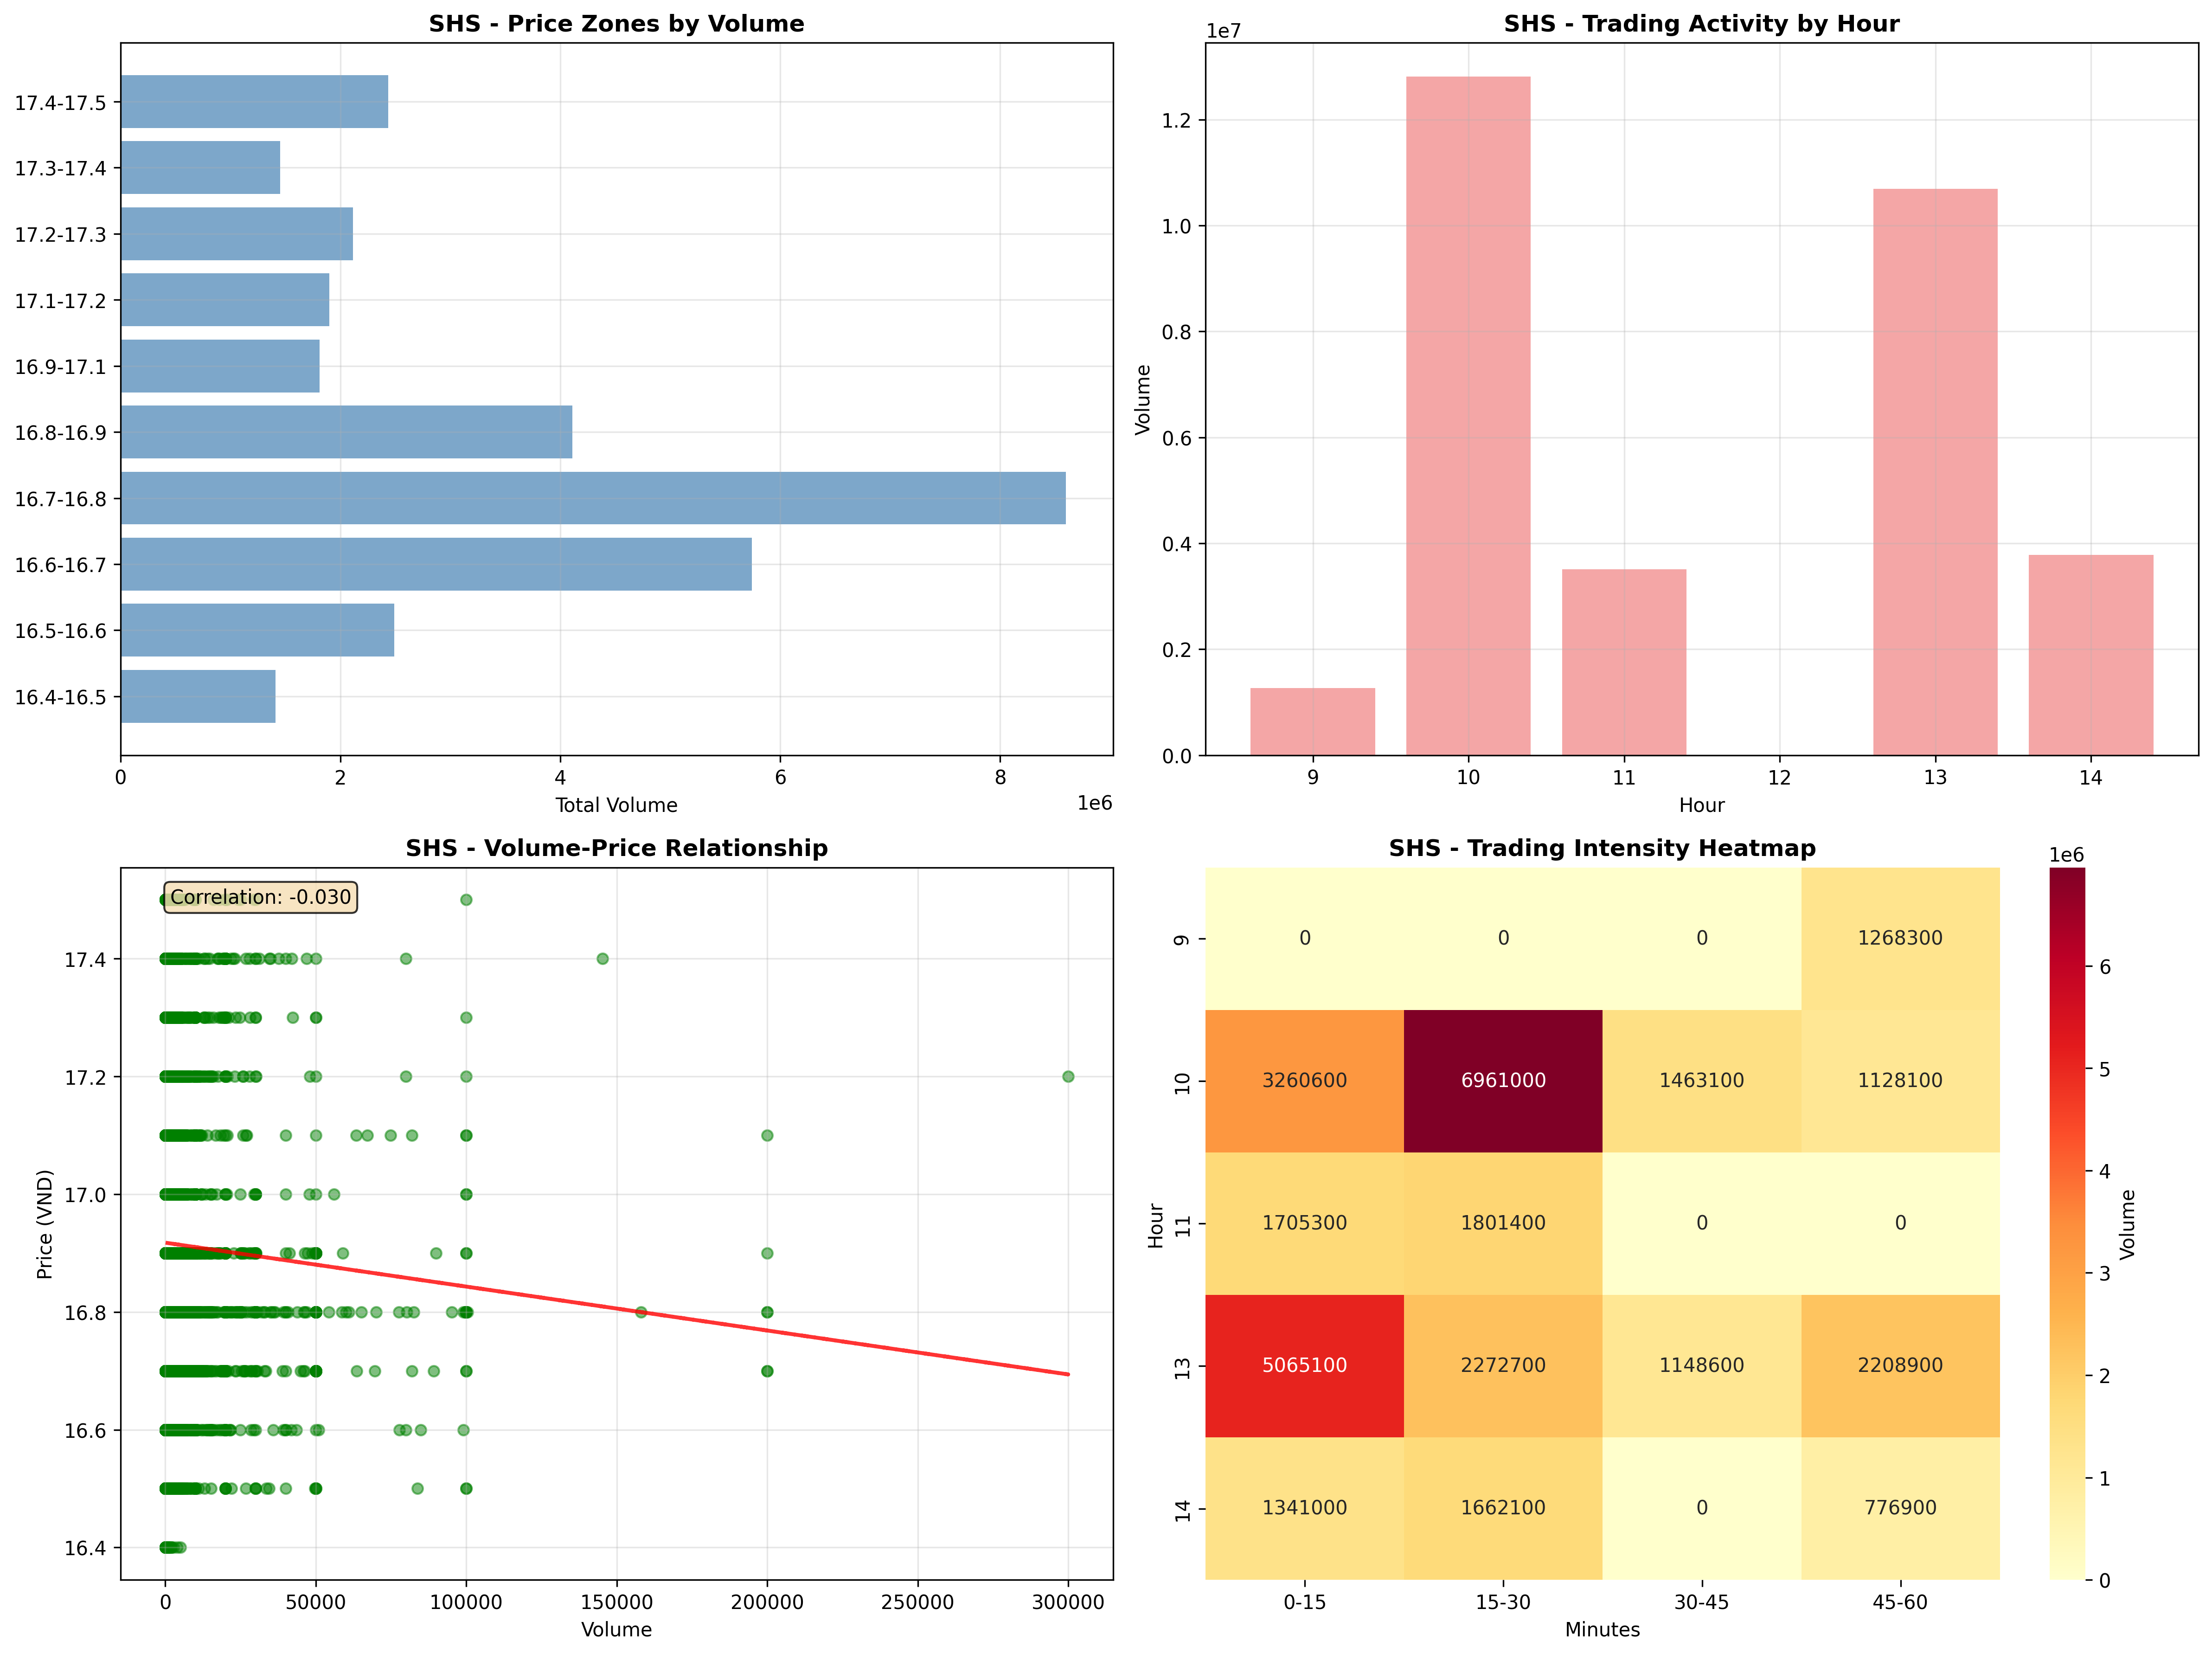 SHS - Price Zones by Volume
17.4-17.5
17.3-17.4
17.2-17.3
17.1-17.2
16.9-17.1
16.8-16.9
16.7-16.8
16.6-16.7
16.5-16.6
16.4-16.5
0 2 4 6 8
Total Volume
1e6
SHS - Trading Activity by Hour
1e7
Volume
1.2
1.0
0.8
0.6
0.4
0.2
0.0
9 10 11 12 13 14
Hour
SHS - Volume-Price Relationship
Correlation: -0.030
Price (VND)
17.4
17.2
17.0
16.8
16.6
16.4
0 50000 100000 150000 200000 250000 300000
Volume
SHS - Trading Intensity Heatmap
Hour
9 0 0 0 1268300
10 3260600 6961000 1463100 1128100
11 1705300 1801400 0 0
13 5065100 2272700 1148600 2208900
14 1341000 1662100 0 776900
0-15 15-30 30-45 45-60
Minutes
1e6
6
5
4
3
2
1
0
Volume